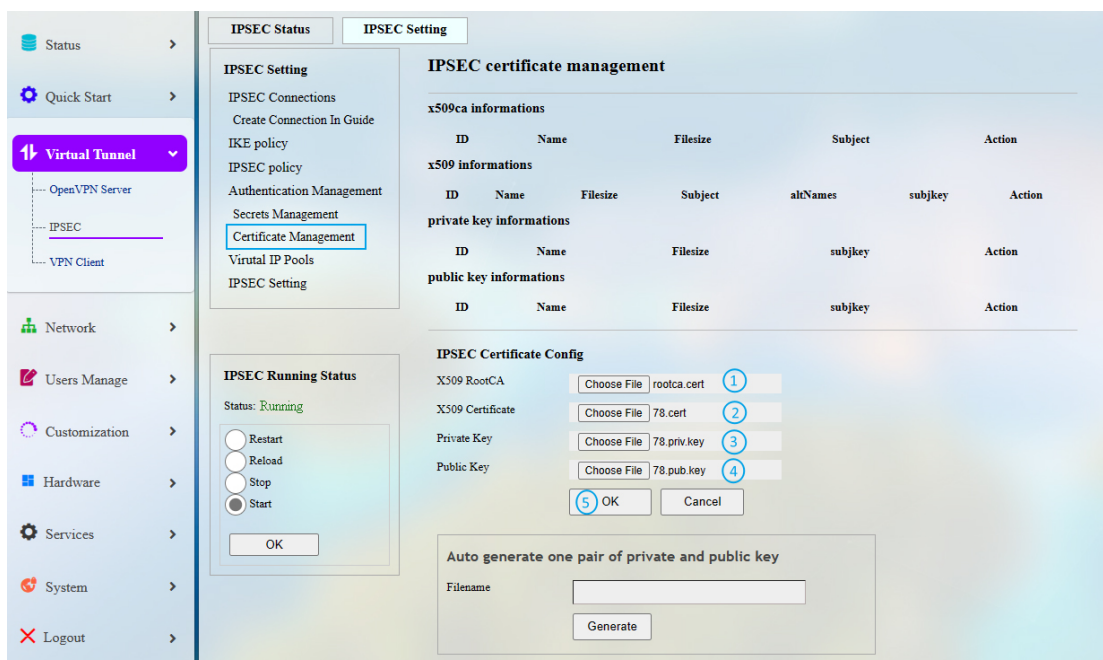 Status
Quick Start
Virtual Tunnel
OpenVPN Server
IPSEC
VPN Client
Network
Users Manage
Customization
Hardware
Services
System
Logout
IPSEC Status IPSEC Setting
IPSEC Setting
IPSEC Connections
Create Connection In Guide
IKE policy
IPSEC policy
Authentication Management
Secrets Management
Certificate Management
Virutal IP Pools
IPSEC Setting
IPSEC Running Status
Status: Running
Restart
Reload
Stop
Start
OK
IPSEC certificate management
x509ca informations
ID Name Filesize Subject Action
x509 informations
ID Name Filesize Subject altNames subjkey Action
private key informations
ID Name Filesize subjkey Action
public key informations
ID Name Filesize subjkey Action
IPSEC Certificate Config
X509 RootCA Choose File rootca.cert 1
X509 Certificate Choose File 78.cert 2
Private Key Choose File 78.priv.key 3
Public Key Choose File 78.pub.key 4
5 OK Cancel
Auto generate one pair of private and public key
Filename
Generate